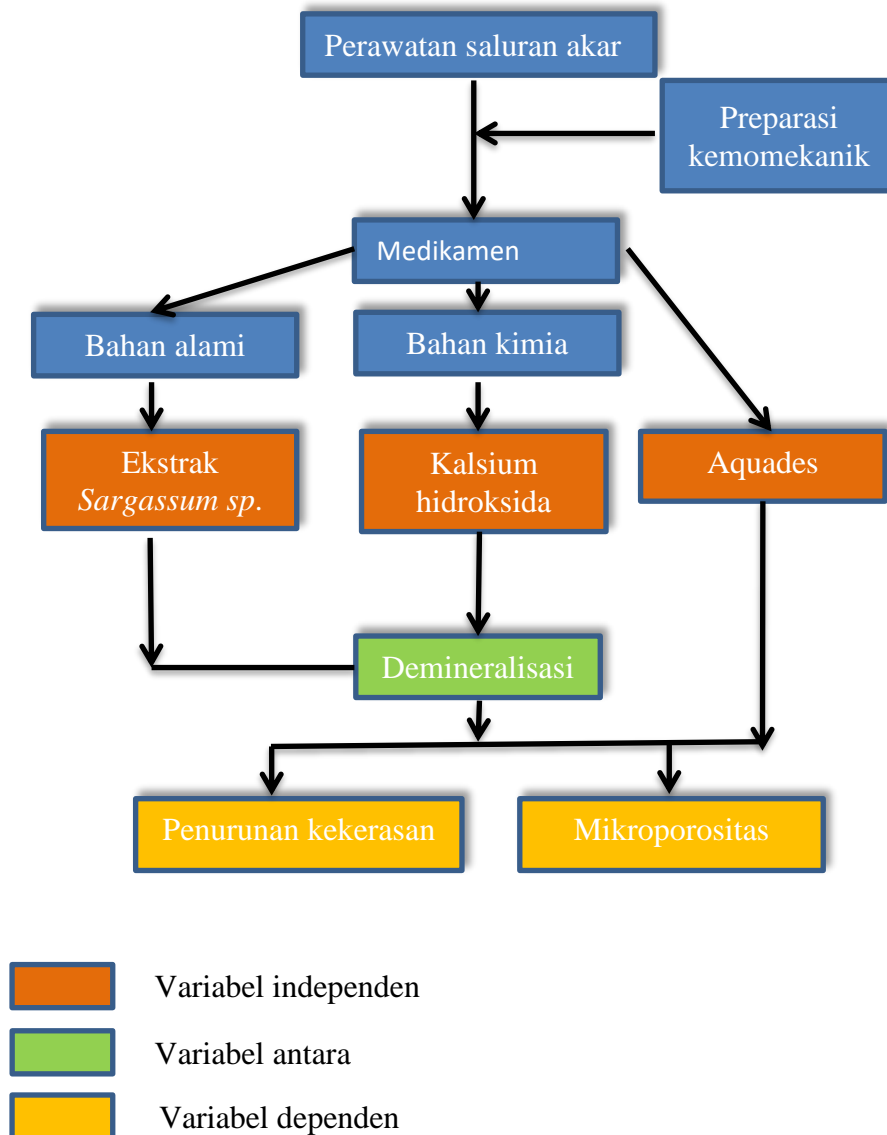 Perawatan saluran akar
Preparasi
kemomekanik
Medikamen
Bahan alami
Bahan kimia
Ekstrak
Sargassum sp.
Kalsium
hidroksida
Aquades
Demineralisasi
Penurunan kekerasan
Mikroporositas
Variabel independen
Variabel antara
Variabel dependen